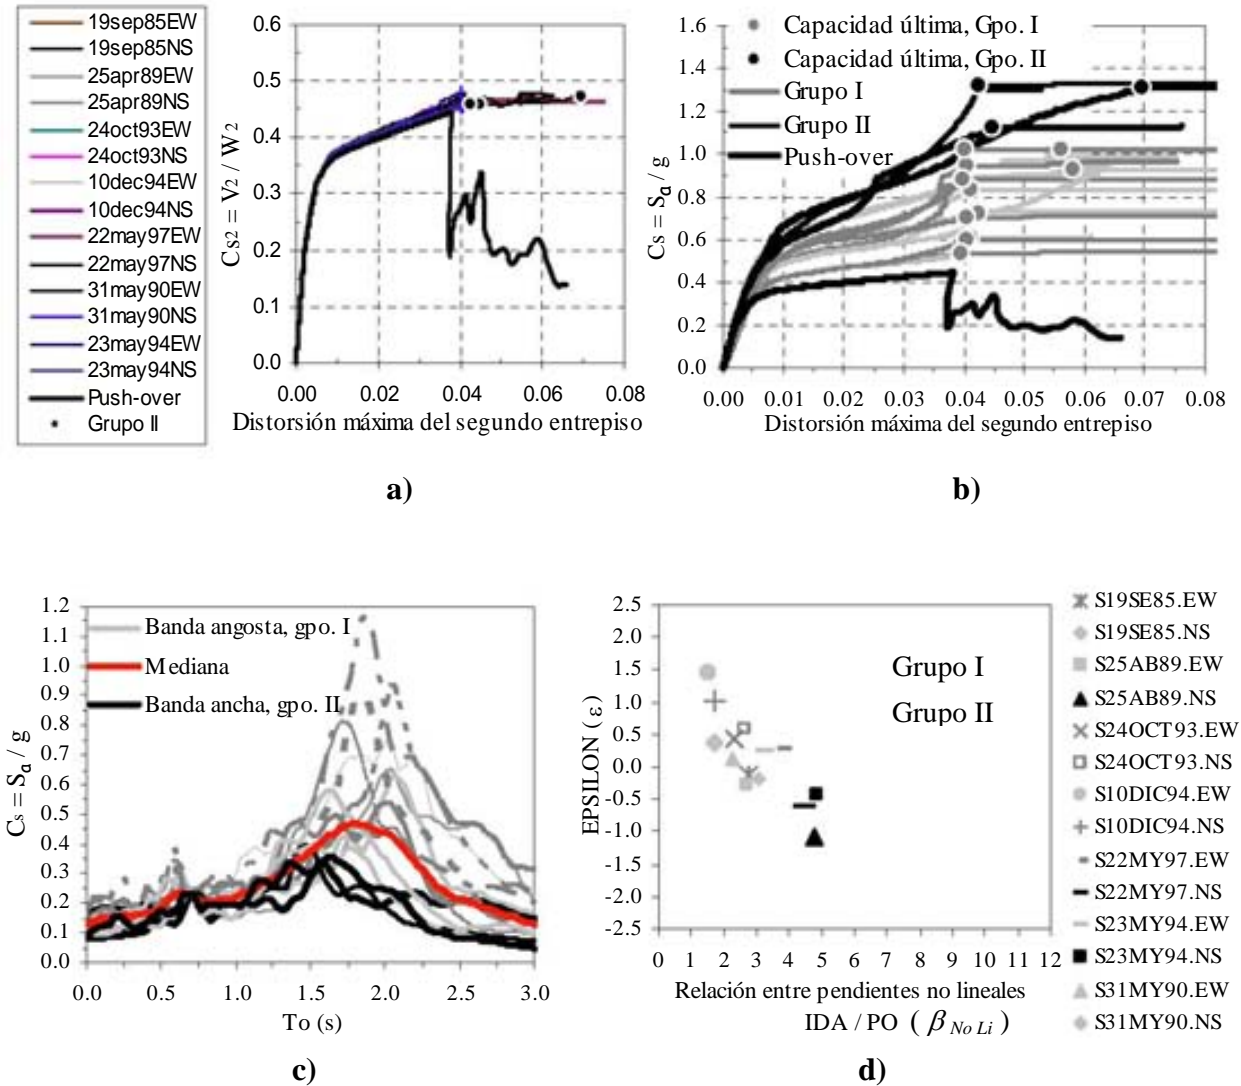 19sep85EW
19sep85NS
25apr89EW
25apr89NS
24oct93EW
24oct93NS
10dec94EW
10dec94NS
22may97EW
22may97NS
31may90EW
31may90NS
23may94EW
23may94NS
Push-over
Grupo II
0.6
0.5
0.4
0.3
0.2
0.1
0.0
Cs2 = V2 / W2
0.00 0.02 0.04 0.06 0.08
Distorsión máxima del segundo entrepiso
a)
1.6
1.4
1.2
1.0
0.8
0.6
0.4
0.2
0.0
Cs = Sa / g
Capacidad última, Gpo. I
Capacidad última, Gpo. II
Grupo I
Grupo II
Push-over
0.00 0.01 0.02 0.03 0.04 0.05 0.06 0.07 0.08
Distorsión máxima del segundo entrepiso
b)
1.2
1.1
1.0
0.9
0.8
0.7
0.6
0.5
0.4
0.3
0.2
0.1
0.0
Cs = Sa / g
Banda angosta, gpo. I
Mediana
Banda ancha, gpo. II
0.0 0.5 1.0 1.5 2.0 2.5 3.0
To (s)
c)
2.5
2.0
1.5
1.0
0.5
0.0
-0.5
-1.0
-1.5
-2.0
-2.5
EPSILON ( ε )
Grupo I
Grupo II
0 1 2 3 4 5 6 7 8 9 10 11 12
Relación entre pendientes no lineales
IDA / PO ( β No Li )
S19SE85.EW
S19SE85.NS
S25AB89.EW
S25AB89.NS
S24OCT93.EW
S24OCT93.NS
S10DIC94.EW
S10DIC94.NS
S22MY97.EW
S22MY97.NS
S23MY94.EW
S23MY94.NS
S31MY90.EW
S31MY90.NS
d)